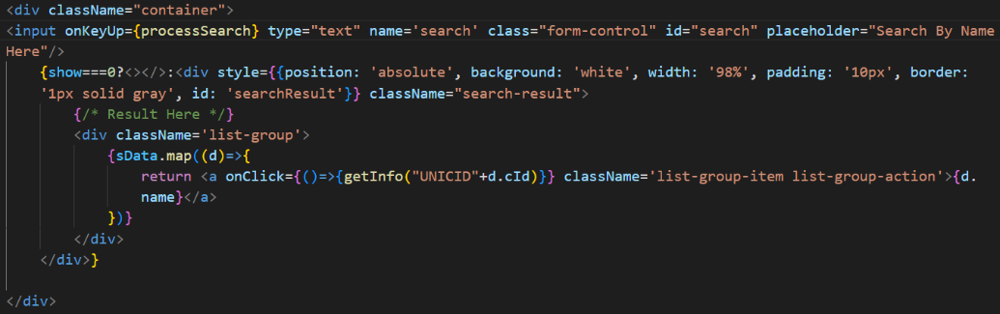 <div className="container">
<input onKeyUp={processSearch} type="text" name='search' class="form-control" id="search" placeholder="Search By Name
Here"/>
{show===0?<></>:<div style={{position: 'absolute', background: 'white', width: '98%', padding: '10px', border:
'1px solid gray', id: 'searchResult'}} className="search-result">
{/* Result Here */}
<div className='list-group'>
{sData.map((d)=>{
return <a onClick={()=>{getInfo("UNICID"+d.cId)}} className='list-group-item list-group-action'>{d.
name}</a>
})}
</div>
</div>}
</div>